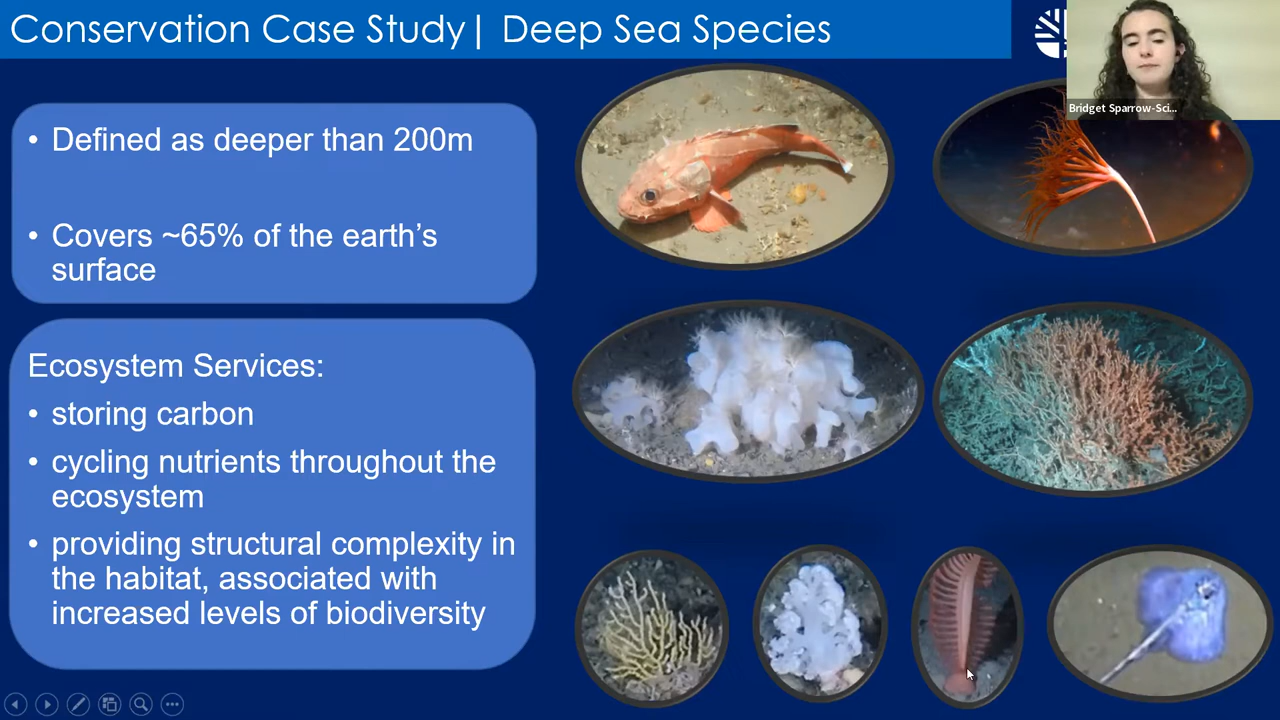 Conservation Case Study| Deep Sea Species
Bridget Sparrow-Sci...
• Defined as deeper than 200m
• Covers ~65% of the earth’s
surface
Ecosystem Services:
• storing carbon
• cycling nutrients throughout the
ecosystem
• providing structural complexity in
the habitat, associated with
increased levels of biodiversity